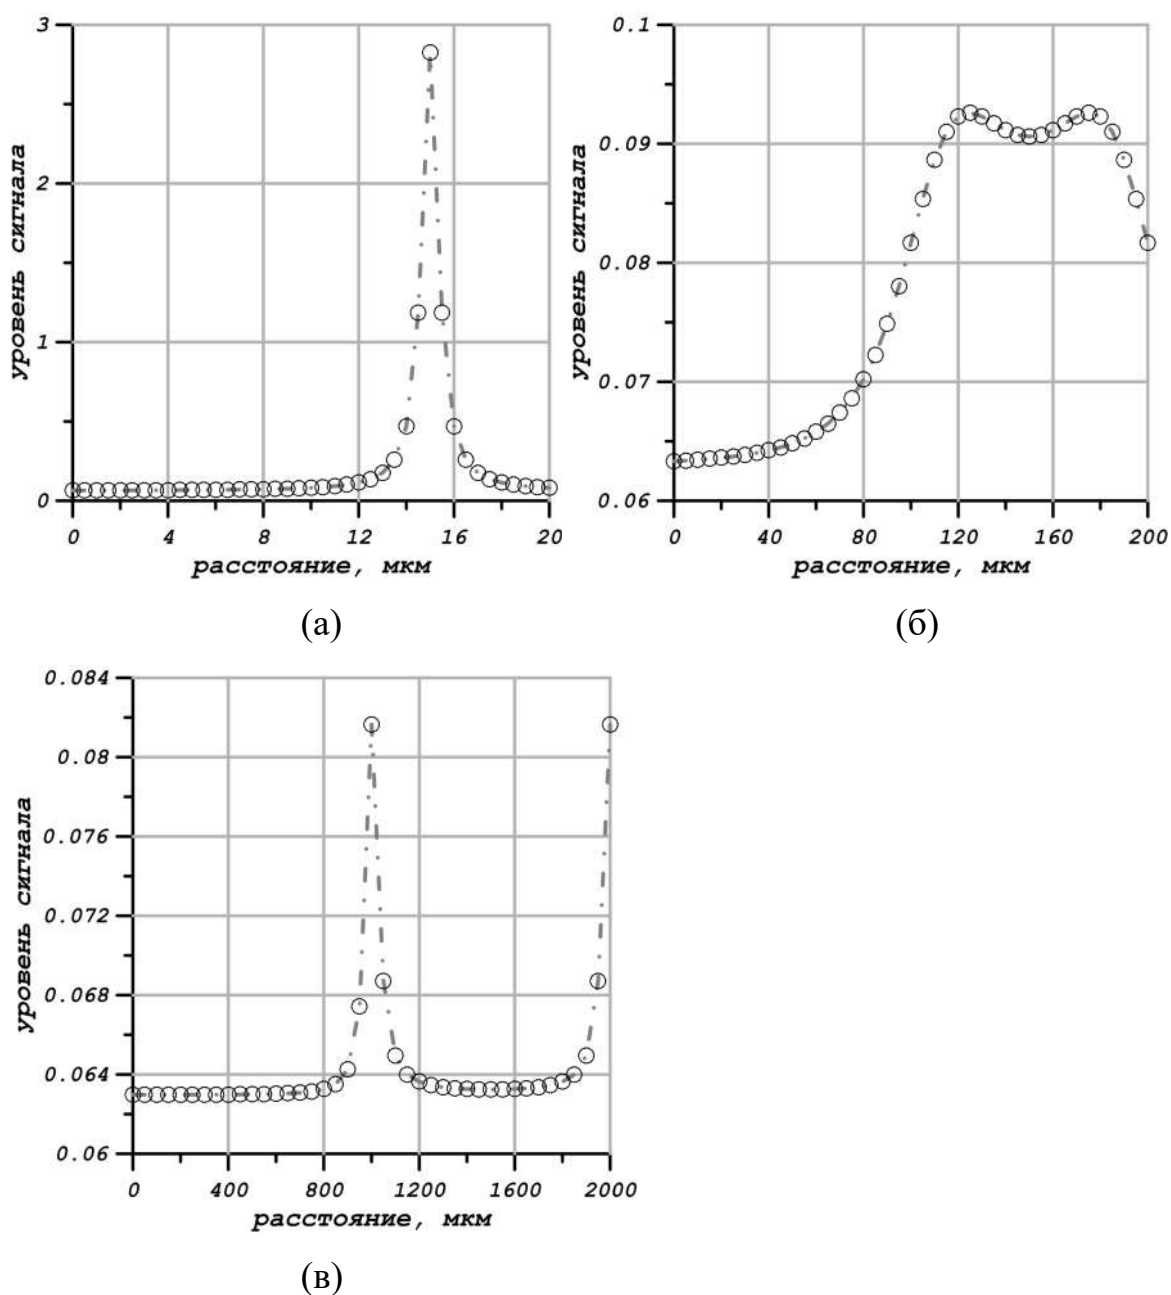 3
2
1
0
уровень сигнала
0 4 8 12 16 20
расстояние, мкм
(а)
0.1
0.09
0.08
0.07
0.06
уровень сигнала
0 40 80 120 160 200
расстояние, мкм
(б)
0.084
0.08
0.076
0.072
0.068
0.064
0.06
уровень сигнала
0 400 800 1200 1600 2000
расстояние, мкм
(в)